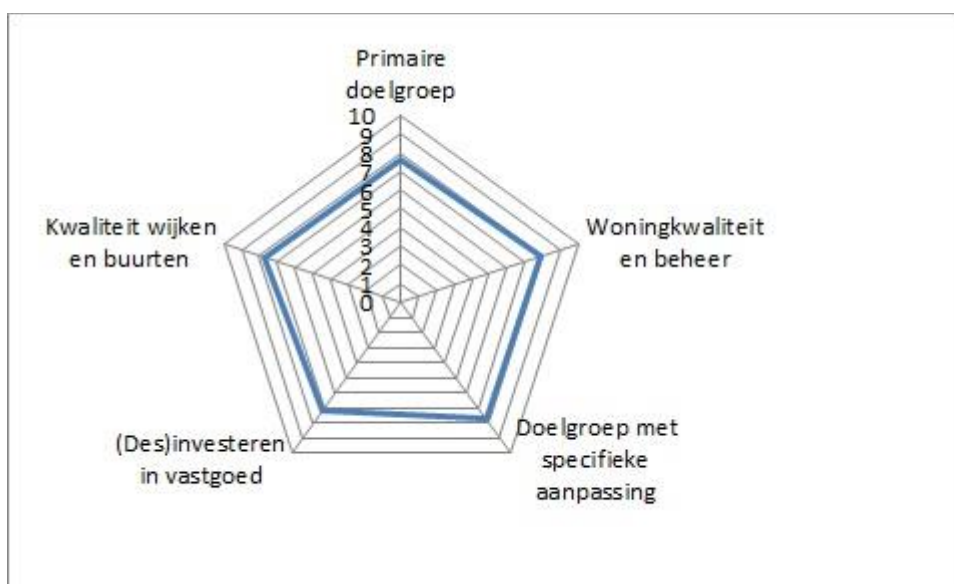 Primaire
doelgroep
10
9
8
7
6
5
4
3
2
1
0
Woningkwaliteit
en beheer
Doelgroep met
specifieke
aanpassing
(Des)investeren
in vastgoed
Kwaliteit wijken
en buurten